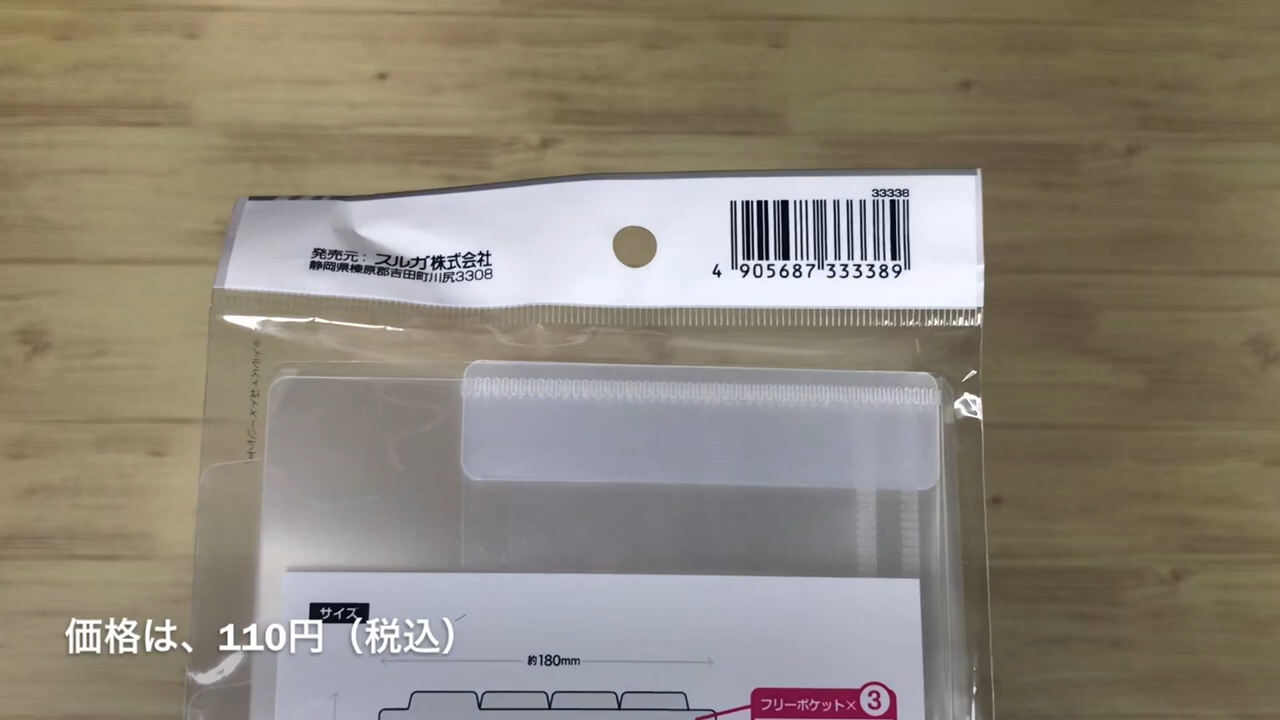 33338
発売元：スルガ株式会社
静岡県榛原郡吉田町川尻3308
4 905687 333389
サイズ
価格は、110円（税込）
約180mm
フリーポケット×3